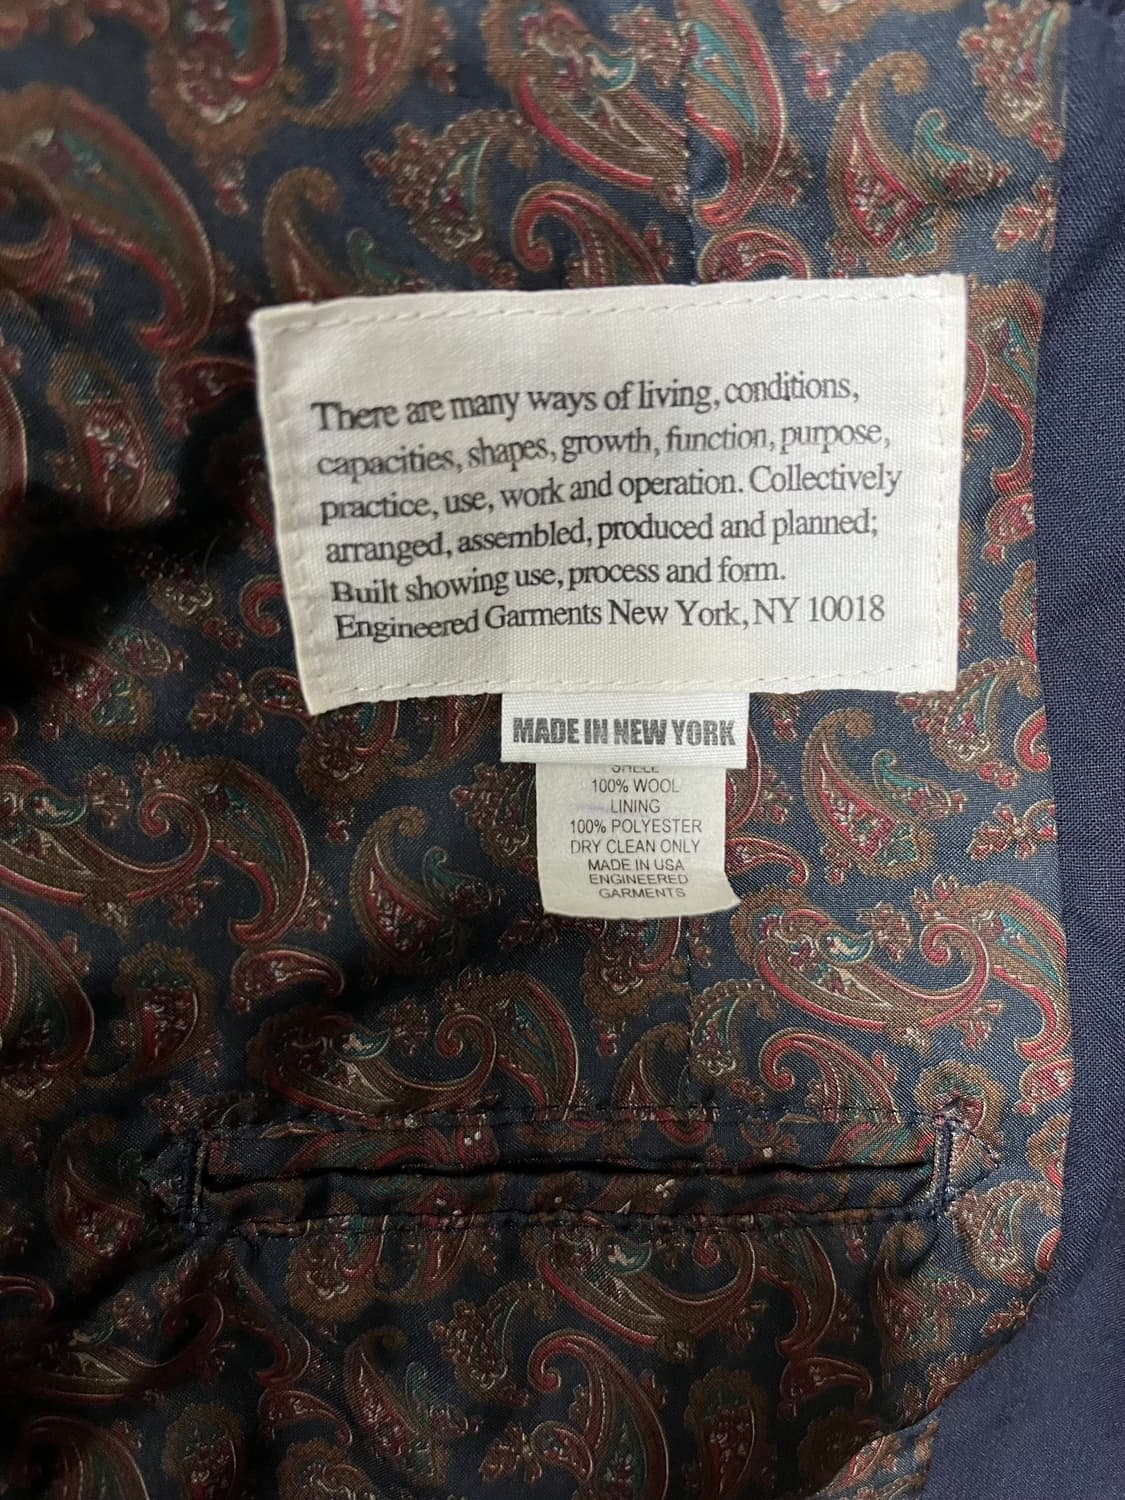 There are many ways of living, conditions,
capacities, shapes, growth, function, purpose,
practice, use, work and operation. Collectively
arranged, assembled, produced and planned;
Built showing use, process and form.
Engineered Garments New York, NY 10018
MADE IN NEW YORK
SHELL
100% WOOL
LINING
100% POLYESTER
DRY CLEAN ONLY
MADE IN USA
ENGINEERED
GARMENTS